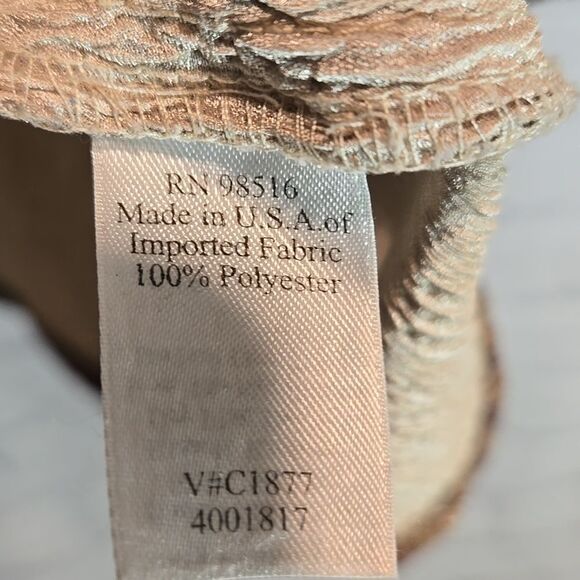 RN 98516
Made in U.S.A.of
Imported Fabric
100% Polyester
V#C1877
4001817